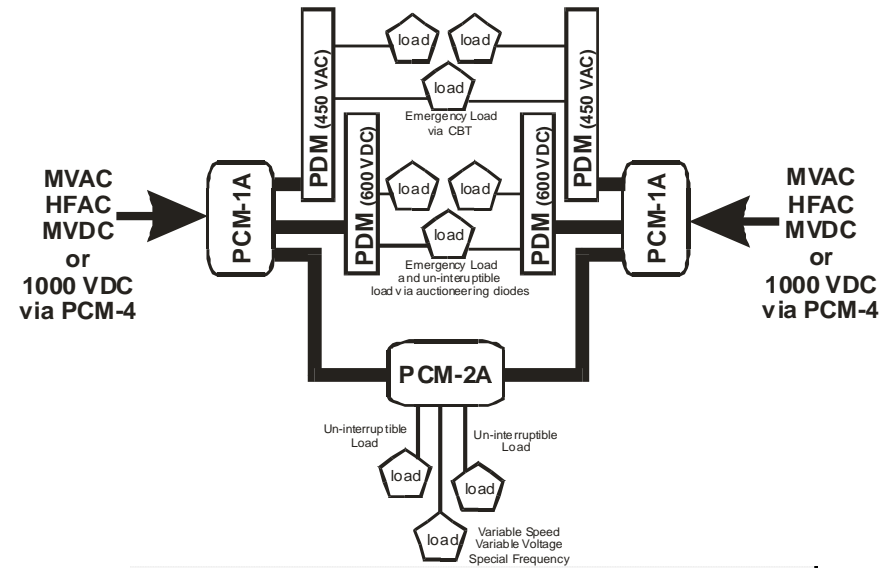 load
load
load
Emergency Load
via CBT
PDM (450 VAC)
PDM (450 VAC)
PDM (600 VDC)
PDM (600 VDC)
MVAC
HFAC
MVDC
or
1000 VDC
via PCM-4
PCM-1A
load
load
load
Emergency Load
and un-interuptible
load via auctioneering diodes
PCM-1A
MVAC
HFAC
MVDC
or
1000 VDC
via PCM-4
PCM-2A
Un-interruptible
Load
Un-interruptible
Load
load
load
load
Variable Speed
Variable Voltage
Special Frequency